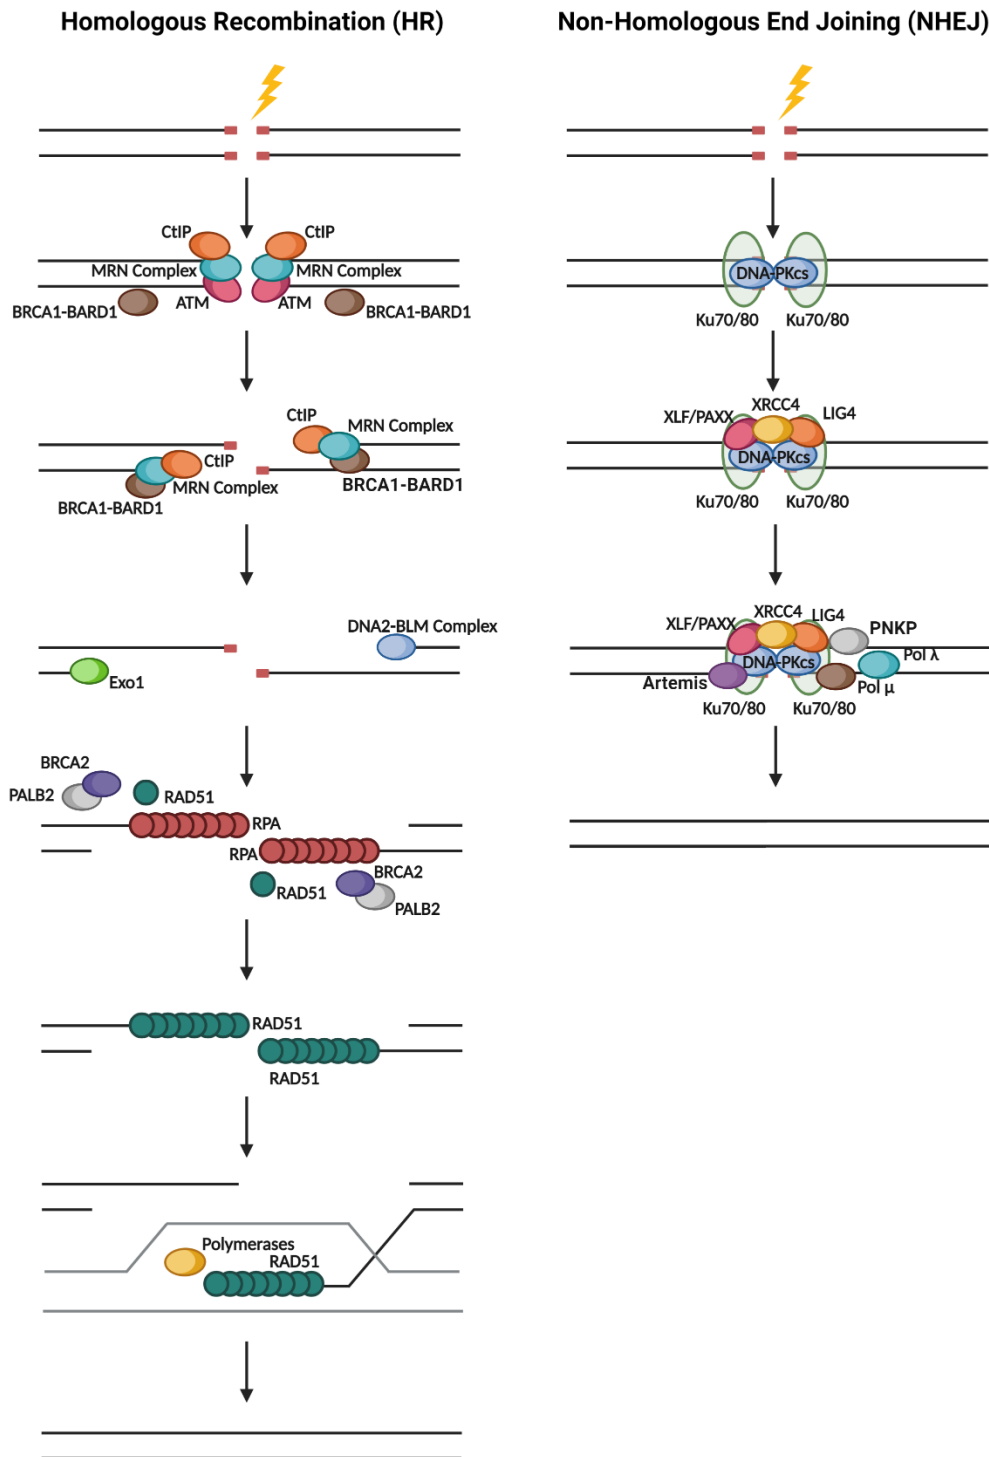 Homologous Recombination (HR)
CtIP
CtIP
MRN Complex
MRN Complex
ATM
ATM
BRCA1-BARD1
BRCA1-BARD1
CtIP
MRN Complex
CtIP
MRN Complex
BRCA1-BARD1
BRCA1-BARD1
DNA2-BLM Complex
Exo1
BRCA2
PALB2
RAD51
RPA
RPA
BRCA2
RAD51
PALB2
RAD51
RAD51
Polymerases
RAD51
Non-Homologous End Joining (NHEJ)
DNA-PKcs
Ku70/80
Ku70/80
XRCC4
XLF/PAXX
LIG4
DNA-PKcs
Ku70/80
Ku70/80
XRCC4
LIG4
XLF/PAXX
PNKP
Pol λ
DNA-PKcs
Artemis
Pol μ
Ku70/80
Ku70/80